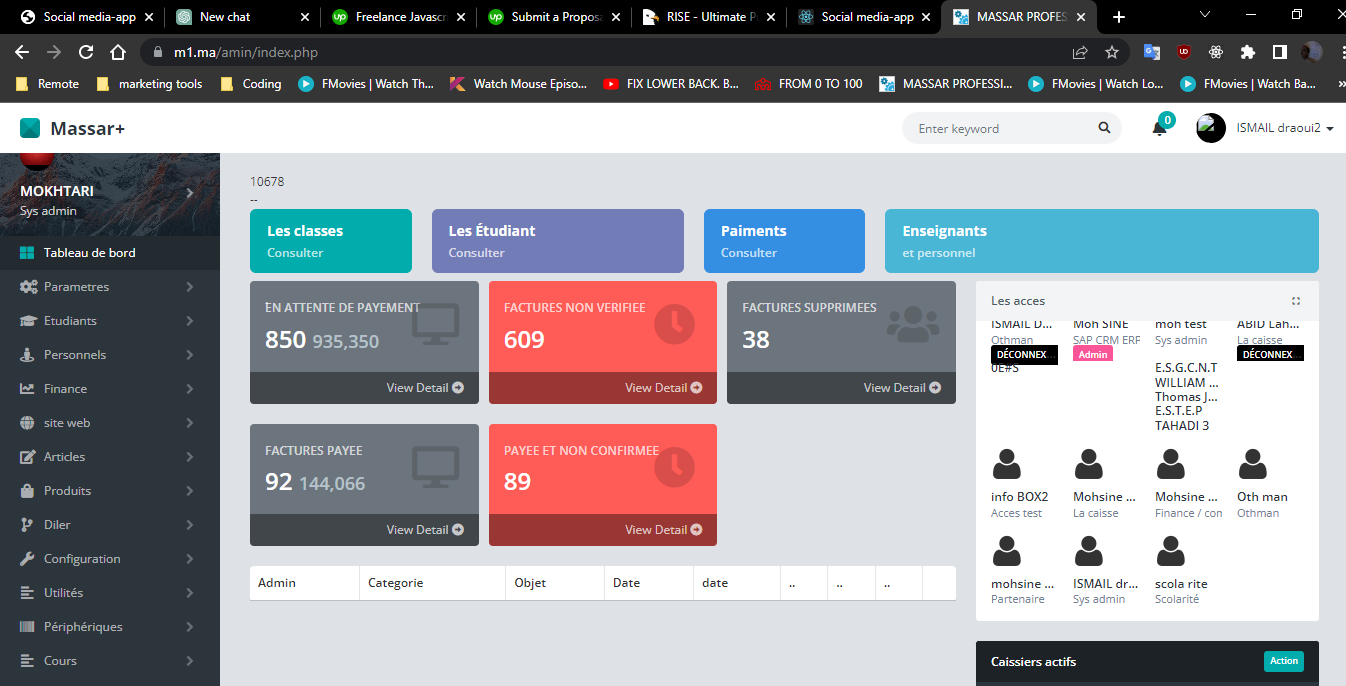 Social media-app
New chat
Freelance Javascr
Submit a Proposa
RISE - Ultimate P
Social media-app
MASSAR PROFES
m1.ma/amin/index.php
Remote
marketing tools
Coding
FMovies | Watch Th...
Watch Mouse Episo...
FIX LOWER BACK. B...
FROM 0 TO 100
MASSAR PROFESSI...
FMovies | Watch Lo...
FMovies | Watch Ba...
Massar+
Enter keyword
0
ISMAIL draoui2
MOKHTARI
Sys admin
Tableau de bord
Parametres
Etudiants
Personnels
Finance
site web
Articles
Produits
Diler
Configuration
Utilités
Périphériques
Cours
10678
--
Les classes
Consulter
Les Étudiant
Consulter
Paiments
Consulter
Enseignants
et personnel
EN ATTENTE DE PAYEMENT
850 935,350
View Detail
FACTURES NON VERIFIEE
609
View Detail
FACTURES SUPPRIMEES
38
View Detail
FACTURES PAYEE
92 144,066
View Detail
PAYEE ET NON CONFIRMEE
89
View Detail
Admin Categorie Objet Date date .. .. ..
Les acces
ISMAIL D...
Othman
DÉCONNEX...
0E#S
Moh SINE
SAP CRM ERP
Admin
moh test
Sys admin
E.S.G.C.N.T
WILLIAM ...
Thomas J...
E.S.T.E.P
TAHADI 3
ABID Lah...
La caisse
DÉCONNEX...
info BOX2
Acces test
Mohsine ...
La caisse
Mohsine ...
Finance / con
Oth man
Othman
mohsine ...
Partenaire
ISMAIL dr...
Sys admin
scola rite
Scolarité
Caissiers actifs
Action